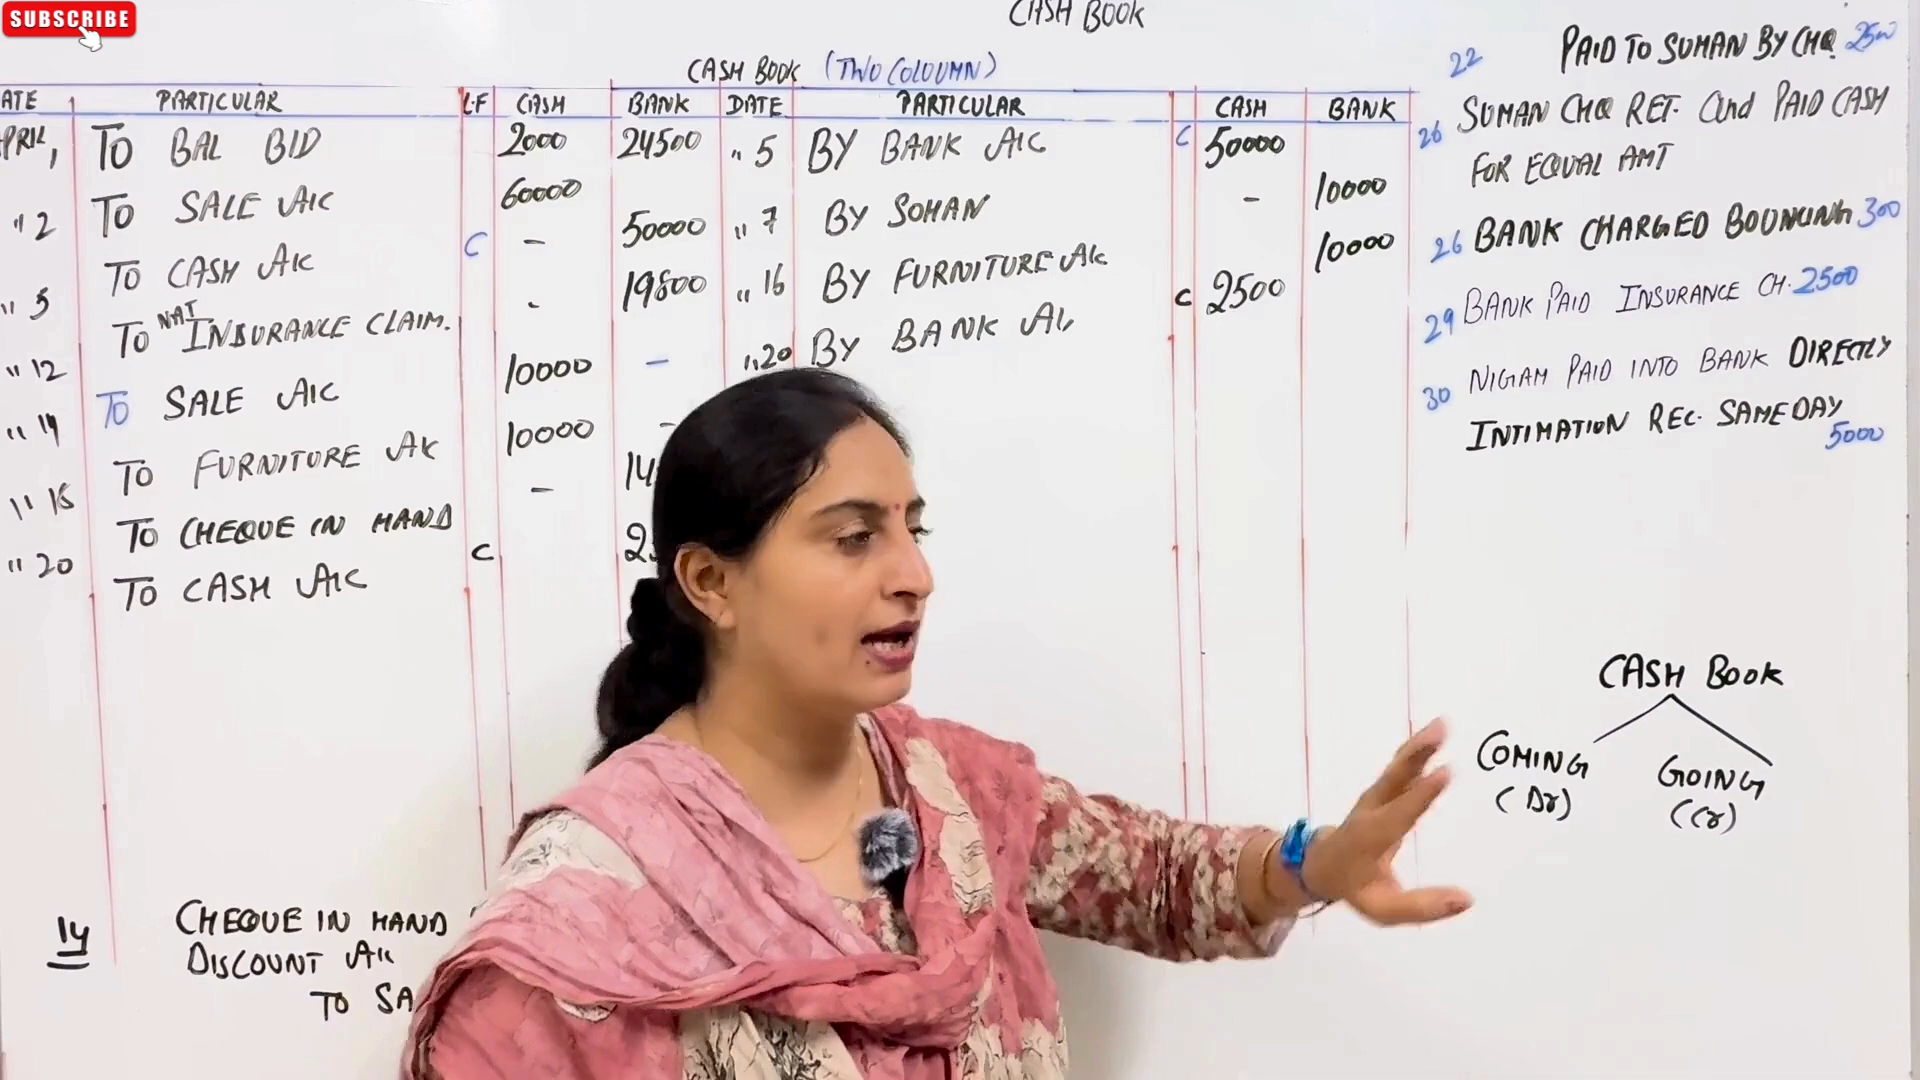 SUBSCRIBE
CASH BOOK
CASH BOOK (TWO COLOUMN)
ATE PARTICULAR L.F CASH BANK DATE PARTICULAR CASH BANK
PRIL, TO BAL BID 2000 24500 " 5 BY BANK A/C C 50000
" 2 TO SALE A/C 60000 " 7 BY SOHAN - 10000
TO CASH A/C C - 50000 " 16 BY FURNITURE A/C 10000
" 5 TO NAT INSURANCE CLAIM. - 19800 " 20 BY BANK A/ C 2500
" 12 TO SALE A/C 10000 -
" 14 TO FURNITURE A/C 10000 -
" 16 TO CHEQUE IN HAND -
" 20 TO CASH A/C C
22 PAID TO SUMAN BY CHQ 2500
26 SUMAN CHQ RET. and PAID CASH
FOR EQUAL AMT
26 BANK CHARGED BOUNCING 300
29 BANK PAID INSURANCE CH. 2500
30 NIGAM PAID INTO BANK DIRECTLY
INTIMATION REC. SAME DAY
5000
CASH BOOK
COMING GOING
(Dr) (Cr)
14 CHEQUE IN HAND
DISCOUNT A/C
TO SA